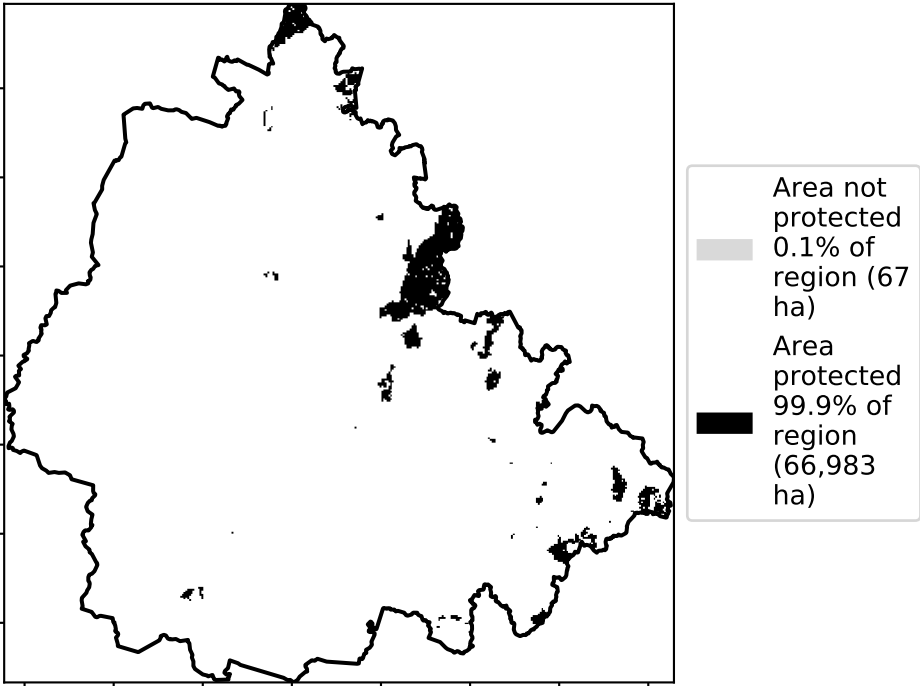 Area not
protected
0.1% of
region (67
ha)
Area
protected
99.9% of
region
(66,983
ha)